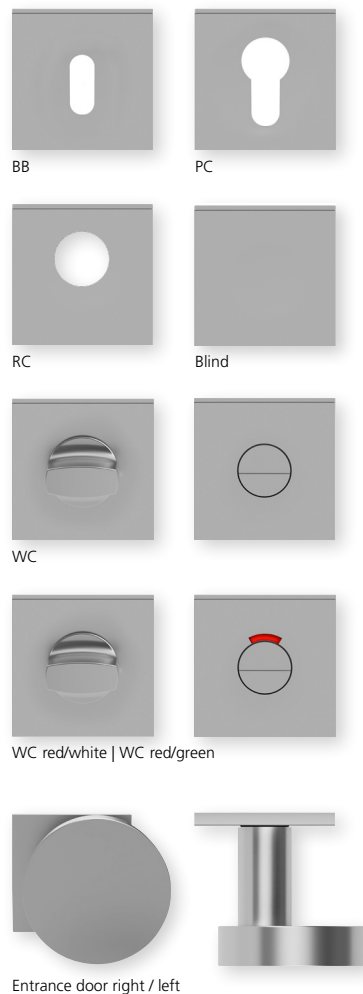 BB
PC
RC
Blind
WC
WC red/white | WC red/green
Entrance door right / left